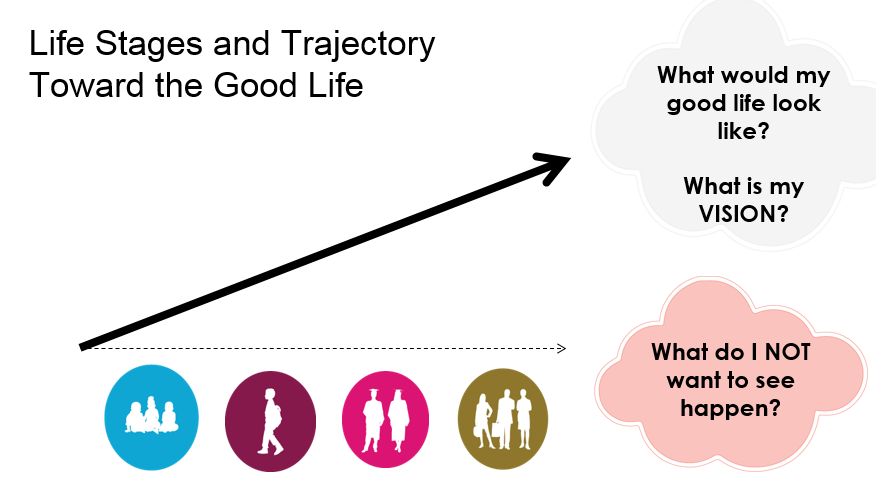 Life Stages and Trajectory
Toward the Good Life
What would my
good life look
like?
What is my
VISION?
What do I NOT
want to see
happen?